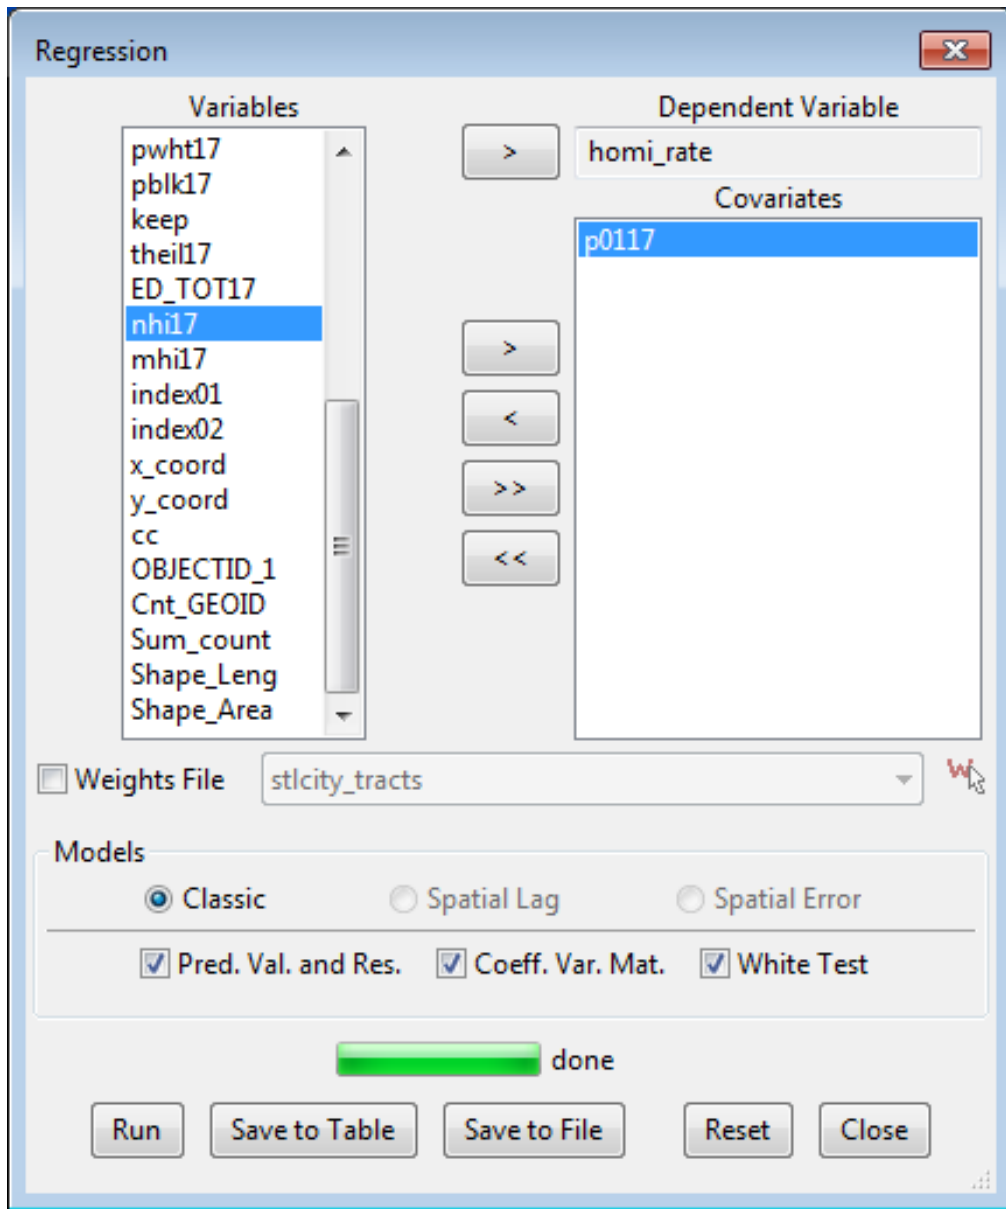 Regression
Variables
pwht17
pblk17
keep
theil17
ED_TOT17
nhi17
mhi17
index01
index02
x_coord
y_coord
cc
OBJECTID_1
Cnt_GEOID
Sum_count
Shape_Leng
Shape_Area
>
Dependent Variable
homi_rate
Covariates
p0117
>
<
>>
<<
Weights File stlcity_tracts W
Models
Classic Spatial Lag Spatial Error
Pred. Val. and Res. Coeff. Var. Mat. White Test
done
Run Save to Table Save to File Reset Close